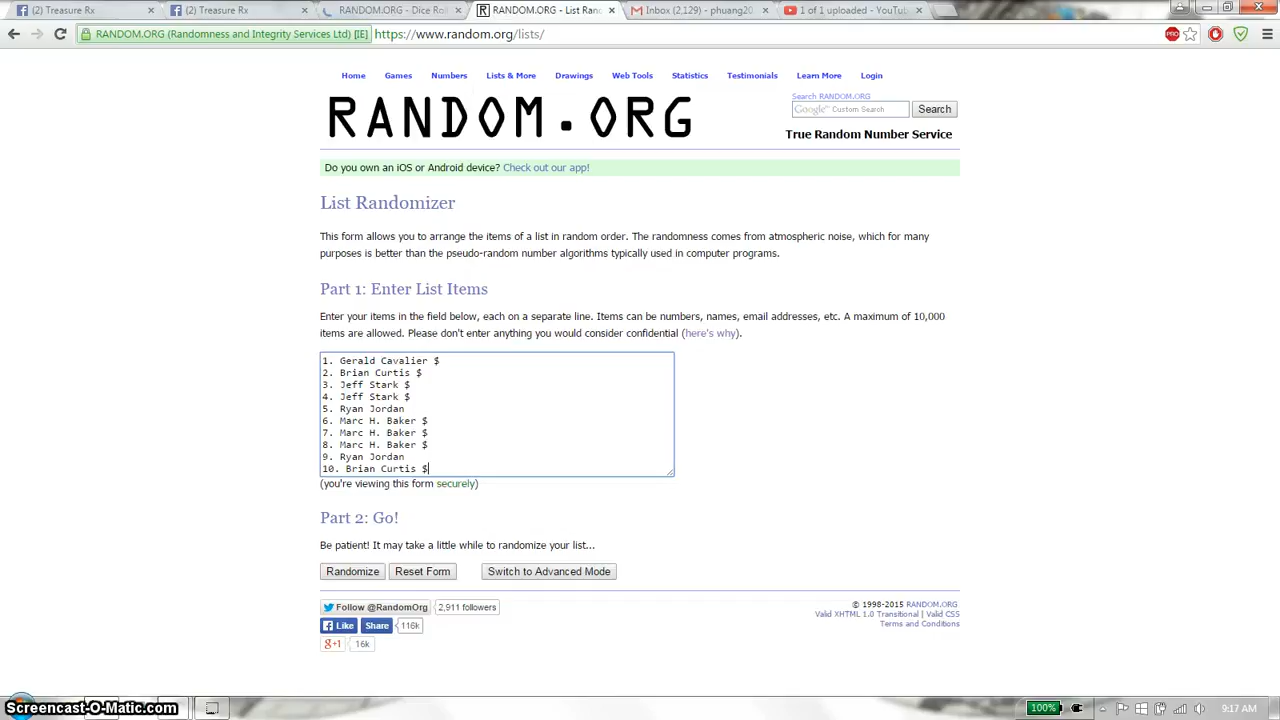 (2) Treasure Rx
(2) Treasure Rx
RANDOM.ORG - Dice Roll
RANDOM.ORG - List Rand
Inbox (2,129) - phuang20
1 of 1 uploaded - YouTub
RANDOM.ORG (Randomness and Integrity Services Ltd) [IE]
https://www.random.org/lists/
PRO
Home Games Numbers Lists & More Drawings Web Tools Statistics Testimonials Learn More Login
RANDOM.ORG
Search RANDOM.ORG
Google™ Custom Search
Search
True Random Number Service
Do you own an iOS or Android device? Check out our app!
List Randomizer
This form allows you to arrange the items of a list in random order. The randomness comes from atmospheric noise, which for many
purposes is better than the pseudo-random number algorithms typically used in computer programs.
Part 1: Enter List Items
Enter your items in the field below, each on a separate line. Items can be numbers, names, email addresses, etc. A maximum of 10,000
items are allowed. Please don't enter anything you would consider confidential (here's why).
1. Gerald Cavalier $
2. Brian Curtis $
3. Jeff Stark $
4. Jeff Stark $
5. Ryan Jordan
6. Marc H. Baker $
7. Marc H. Baker $
8. Marc H. Baker $
9. Ryan Jordan
10. Brian Curtis $
(you're viewing this form securely)
Part 2: Go!
Be patient! It may take a little while to randomize your list...
Randomize Reset Form Switch to Advanced Mode
Follow @RandomOrg 2,911 followers
Like Share 116k
g+1 16k
© 1998-2015 RANDOM.ORG
Valid XHTML 1.0 Transitional | Valid CSS
Terms and Conditions
Screencast-O-Matic.com
100%
9:17 AM